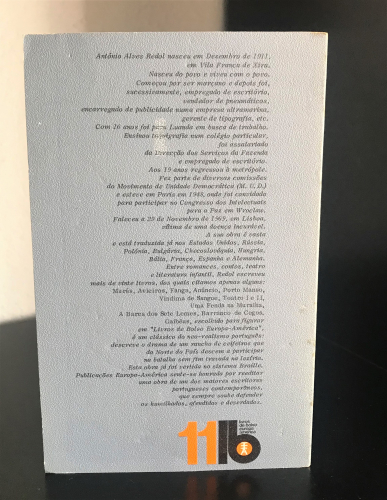 António Alves Redol nasceu em Dezembro de 1911,
em Vila Franca de Xira.
Nasceu do povo e viveu com o povo.
Começou por ser marçano e depois foi,
sucessivamente, empregado de escritório,
vendedor de pneumáticos,
encarregado de publicidade numa empresa ultramarina,
gerente de tipografia, etc.
Com 16 anos foi para Luanda em busca de trabalho.
Ensinou taquigrafia num colégio particular,
foi assalariado
da Direcção dos Serviços da Fazenda
e empregado de escritório.
Aos 19 anos regressou à metrópole.
Fez parte de diversas comissões
do Movimento de Unidade Democrática (M. U. D.)
e esteve em Paris em 1948, onde foi convidado
para participar no Congresso dos Intelectuais
para a Paz em Wroclaw.
Faleceu a 29 de Novembro de 1969, em Lisboa,
vítima de uma doença incurável.
A sua obra é vasta
e está traduzida já nos Estados Unidos, Rússia,
Polónia, Bulgária, Checoslováquia, Hungria,
Itália, França, Espanha e Alemanha.
Entre romances, contos, teatro
e literatura infantil, Redol escreveu
mais de vinte livros, dos quais citamos apenas alguns:
Marés, Avieiros, Fanga, Anúncio, Porto Manso,
Vindima de Sangue, Teatro I e II,
Uma Fenda na Muralha,
A Barca dos Sete Lemes, Barranco de Cegos.
Gaibéus, escolhido para figurar
em "Livros de Bolso Europa-América",
é um clássico do neo-realismo português:
descreve o drama de um rancho de ceifeiros que
do Norte do País descem a participar
na batalha sem fim travada na lezíria.
Esta obra já foi vertida no sistema Braille.
Publicações Europa-América sente-se honrada por reeditar
uma obra de um dos maiores escritores
portugueses contemporâneos,
que sempre soube defender
os humilhados, ofendidos e deserdados.
11 lb
livros
de bolso
europa
américa